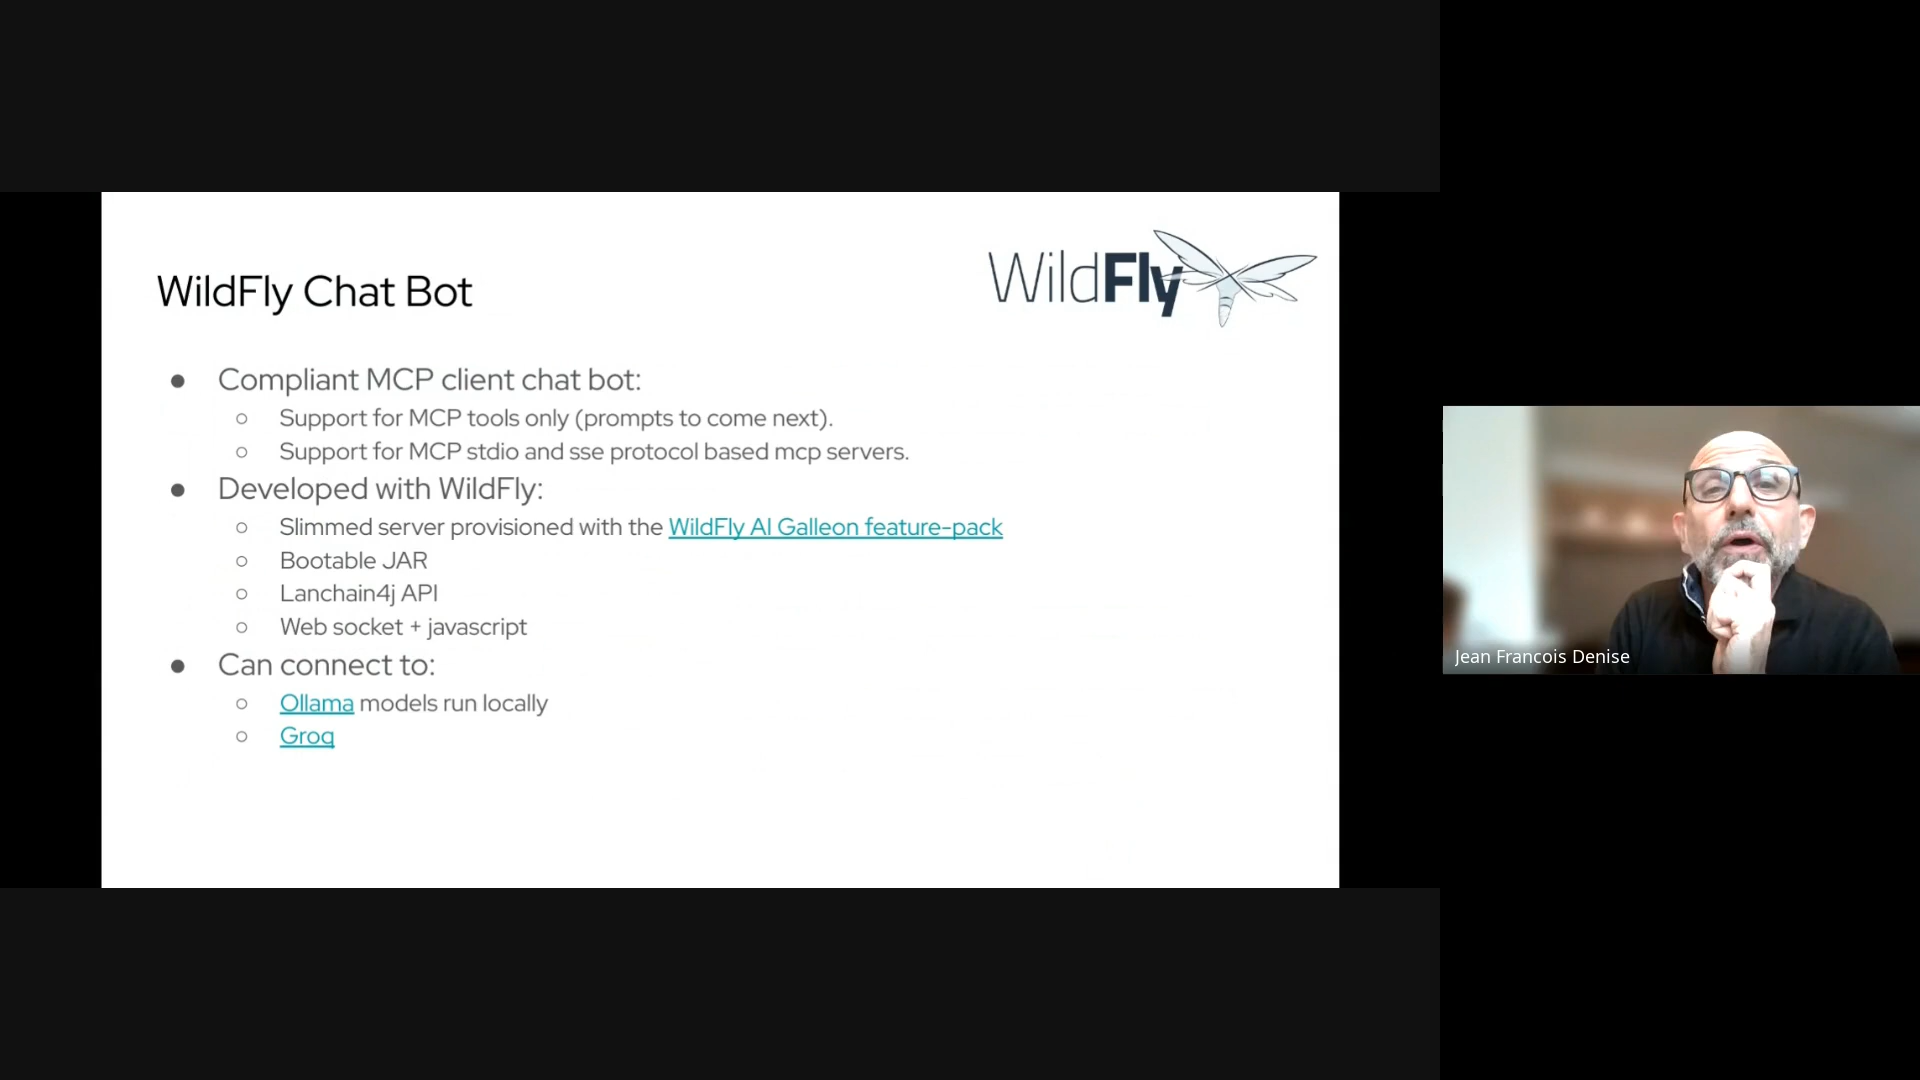 WildFly Chat Bot
WildFly
Compliant MCP client chat bot:
Support for MCP tools only (prompts to come next).
Support for MCP stdio and sse protocol based mcp servers.
Developed with WildFly:
Slimmed server provisioned with the WildFly AI Galleon feature-pack
Bootable JAR
Lanchain4j API
Web socket + javascript
Can connect to:
Ollama models run locally
Groq
Jean Francois Denise